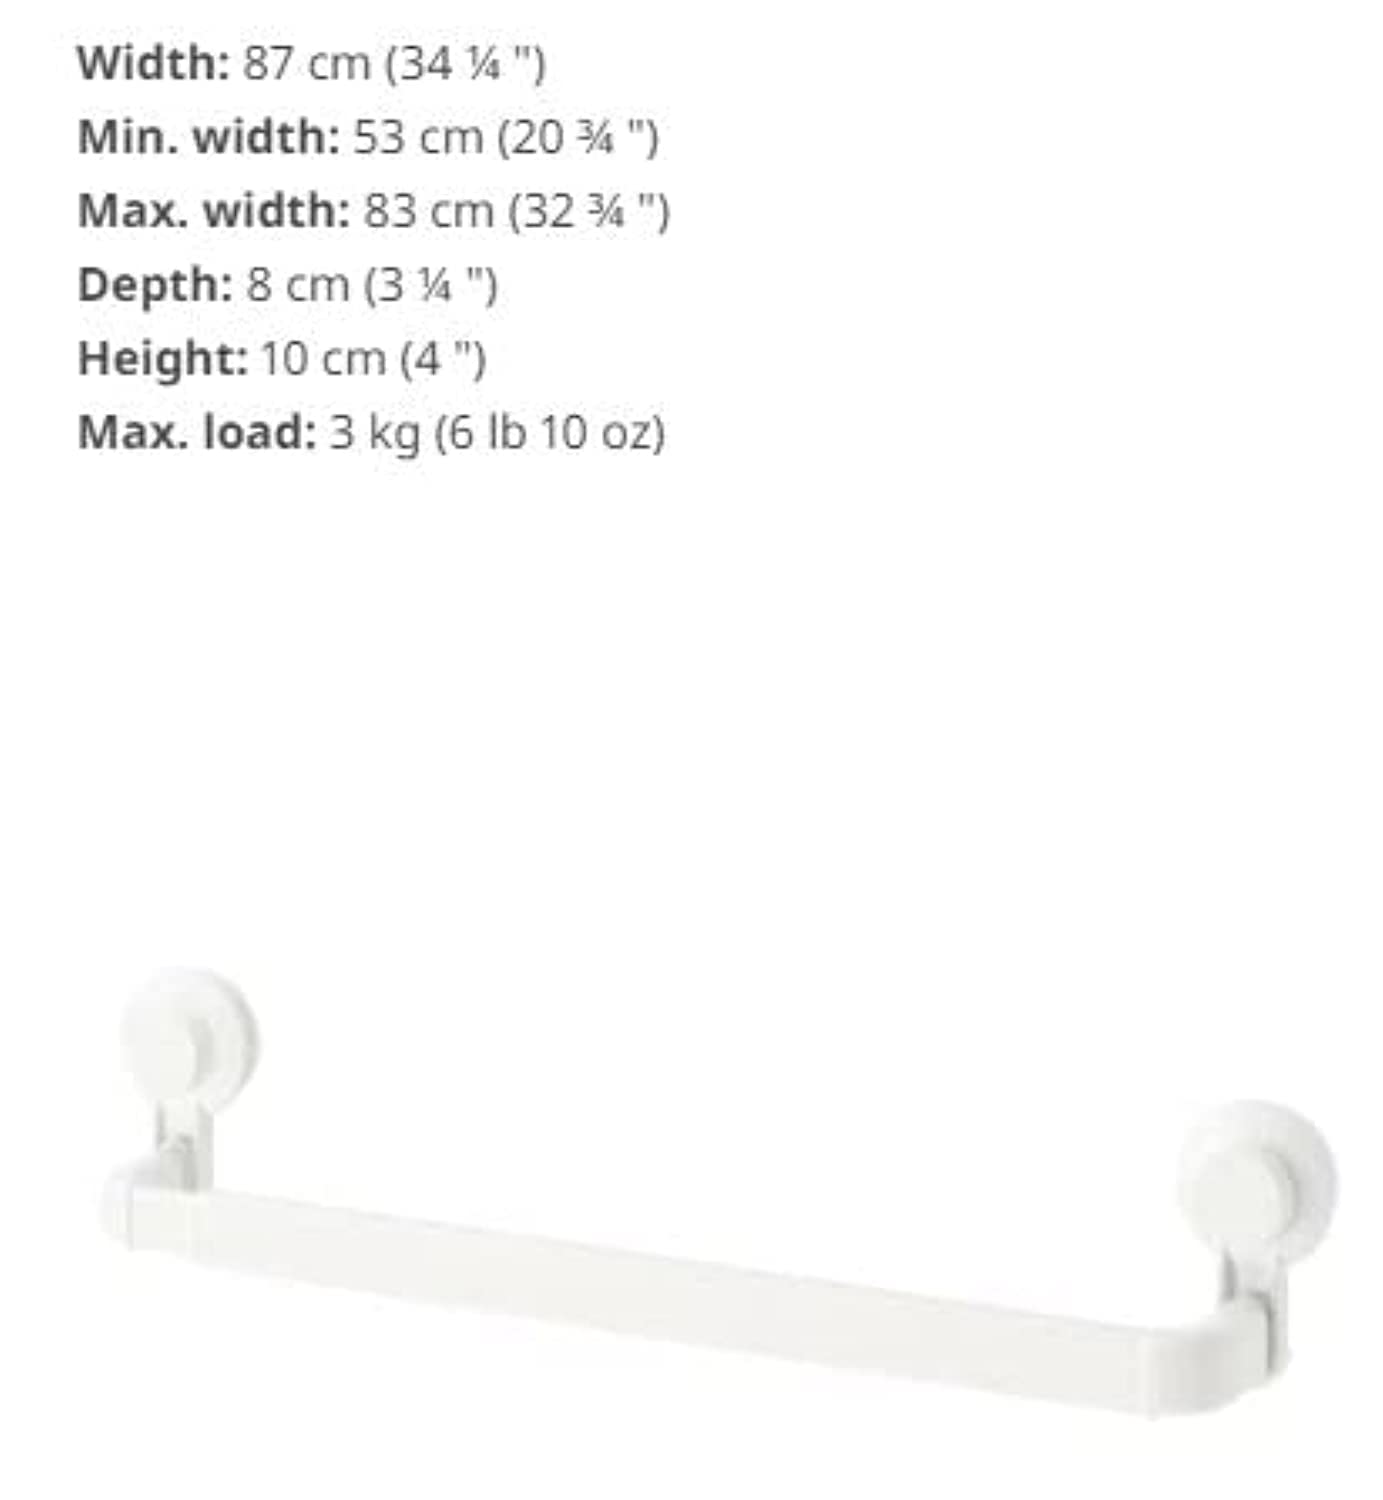 Width: 87 cm (34 ¼ ")
Min. width: 53 cm (20 ¾ ")
Max. width: 83 cm (32 ¾ ")
Depth: 8 cm (3 ¼ ")
Height: 10 cm (4 ")
Max. load: 3 kg (6 lb 10 oz)